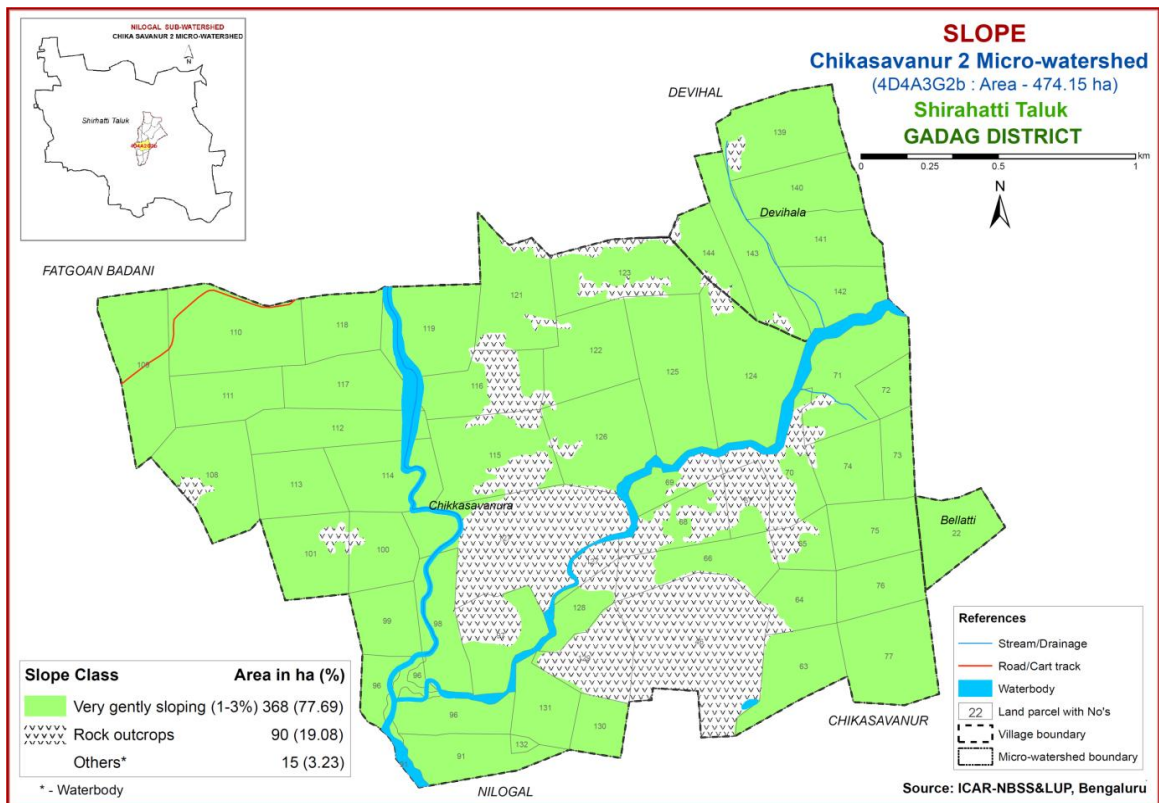 NILOGAL SUB-WATERSHED
CHIKA SAVANUR 2 MICRO-WATERSHED
N
Shirhatti Taluk
SLOPE
Chikasavanur 2 Micro-watershed
(4D4A3G2b : Area - 474.15 ha)
Shirahatti Taluk
GADAG DISTRICT
km
0 0.25 0.5 1
N
DEVIHAL
139
140
Devihala
141
144
143
142
FATGOAN BADANI
123
121
110
118
119
109
122
125
124
71
72
117
116
111
112
126
115
114
113
108
70
74
73
69
Chikkasavanura
68
75
Bellatti
22
101
100
65
66
76
64
99
98
128
63
77
96
96
96
131
130
132
91
CHIKASAVANUR
NILOGAL
Slope Class Area in ha (%)
Very gently sloping (1-3%) 368 (77.69)
Rock outcrops 90 (19.08)
Others* 15 (3.23)
* - Waterbody
References
Stream/Drainage
Road/Cart track
Waterbody
22 Land parcel with No's
Village boundary
Micro-watershed boundary
Source: ICAR-NBSS&LUP, Bengaluru